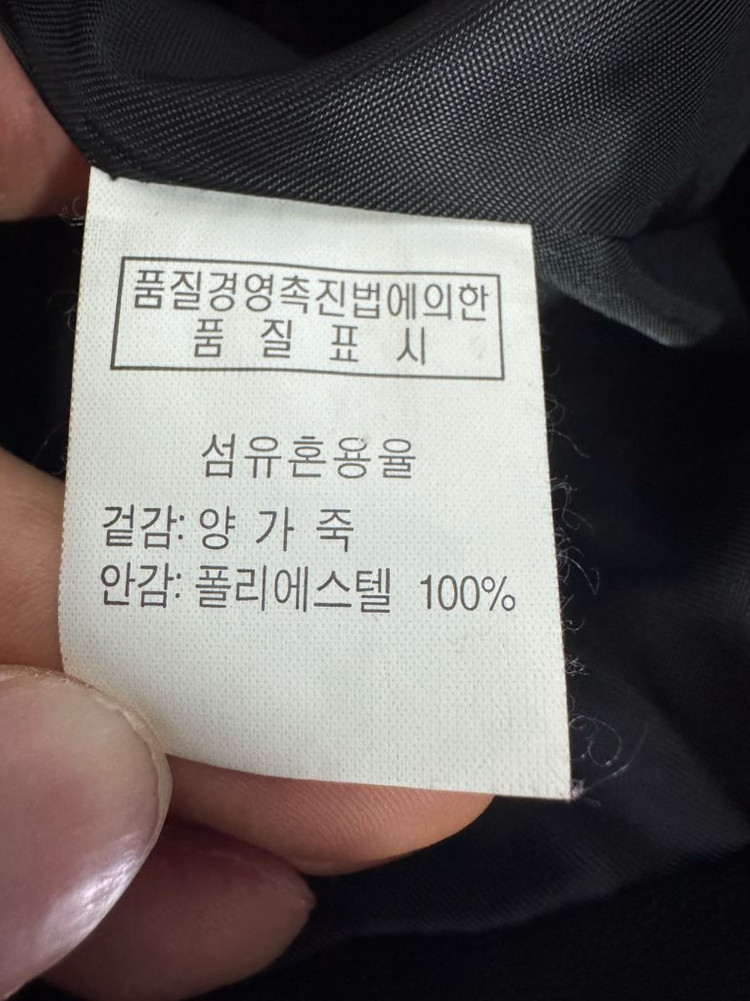 품질경영촉진법에의한
품 질 표 시
섬유혼용율
겉감: 양 가 죽
안감: 폴리에스텔 100%